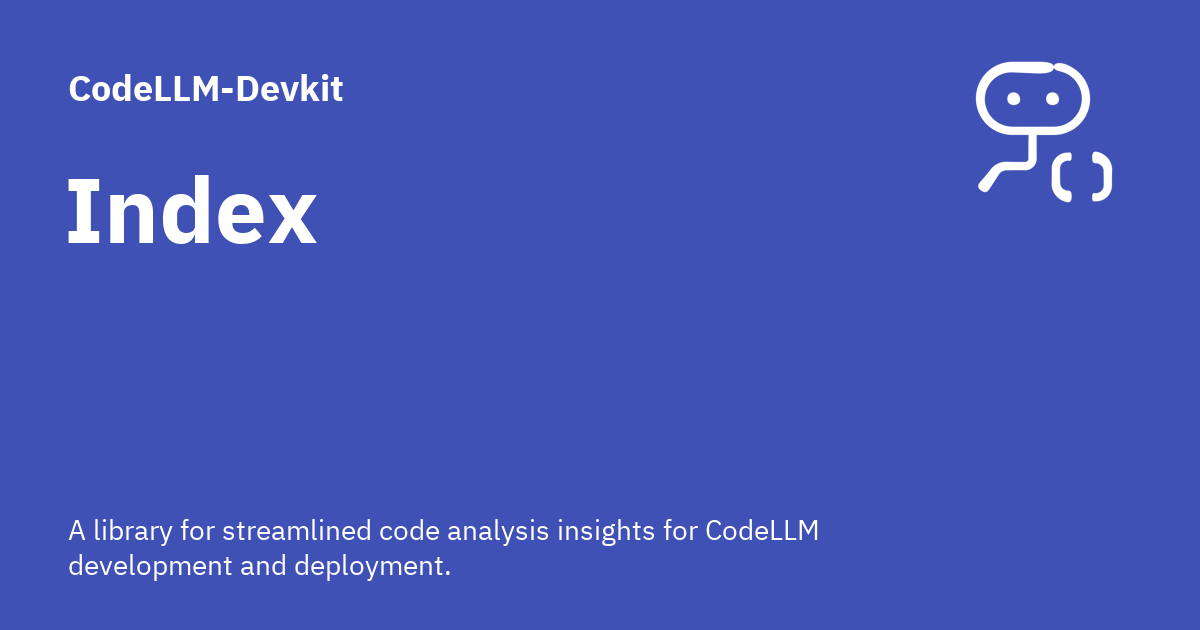 CodeLLM-Devkit
Index
A library for streamlined code analysis insights for CodeLLM
development and deployment.